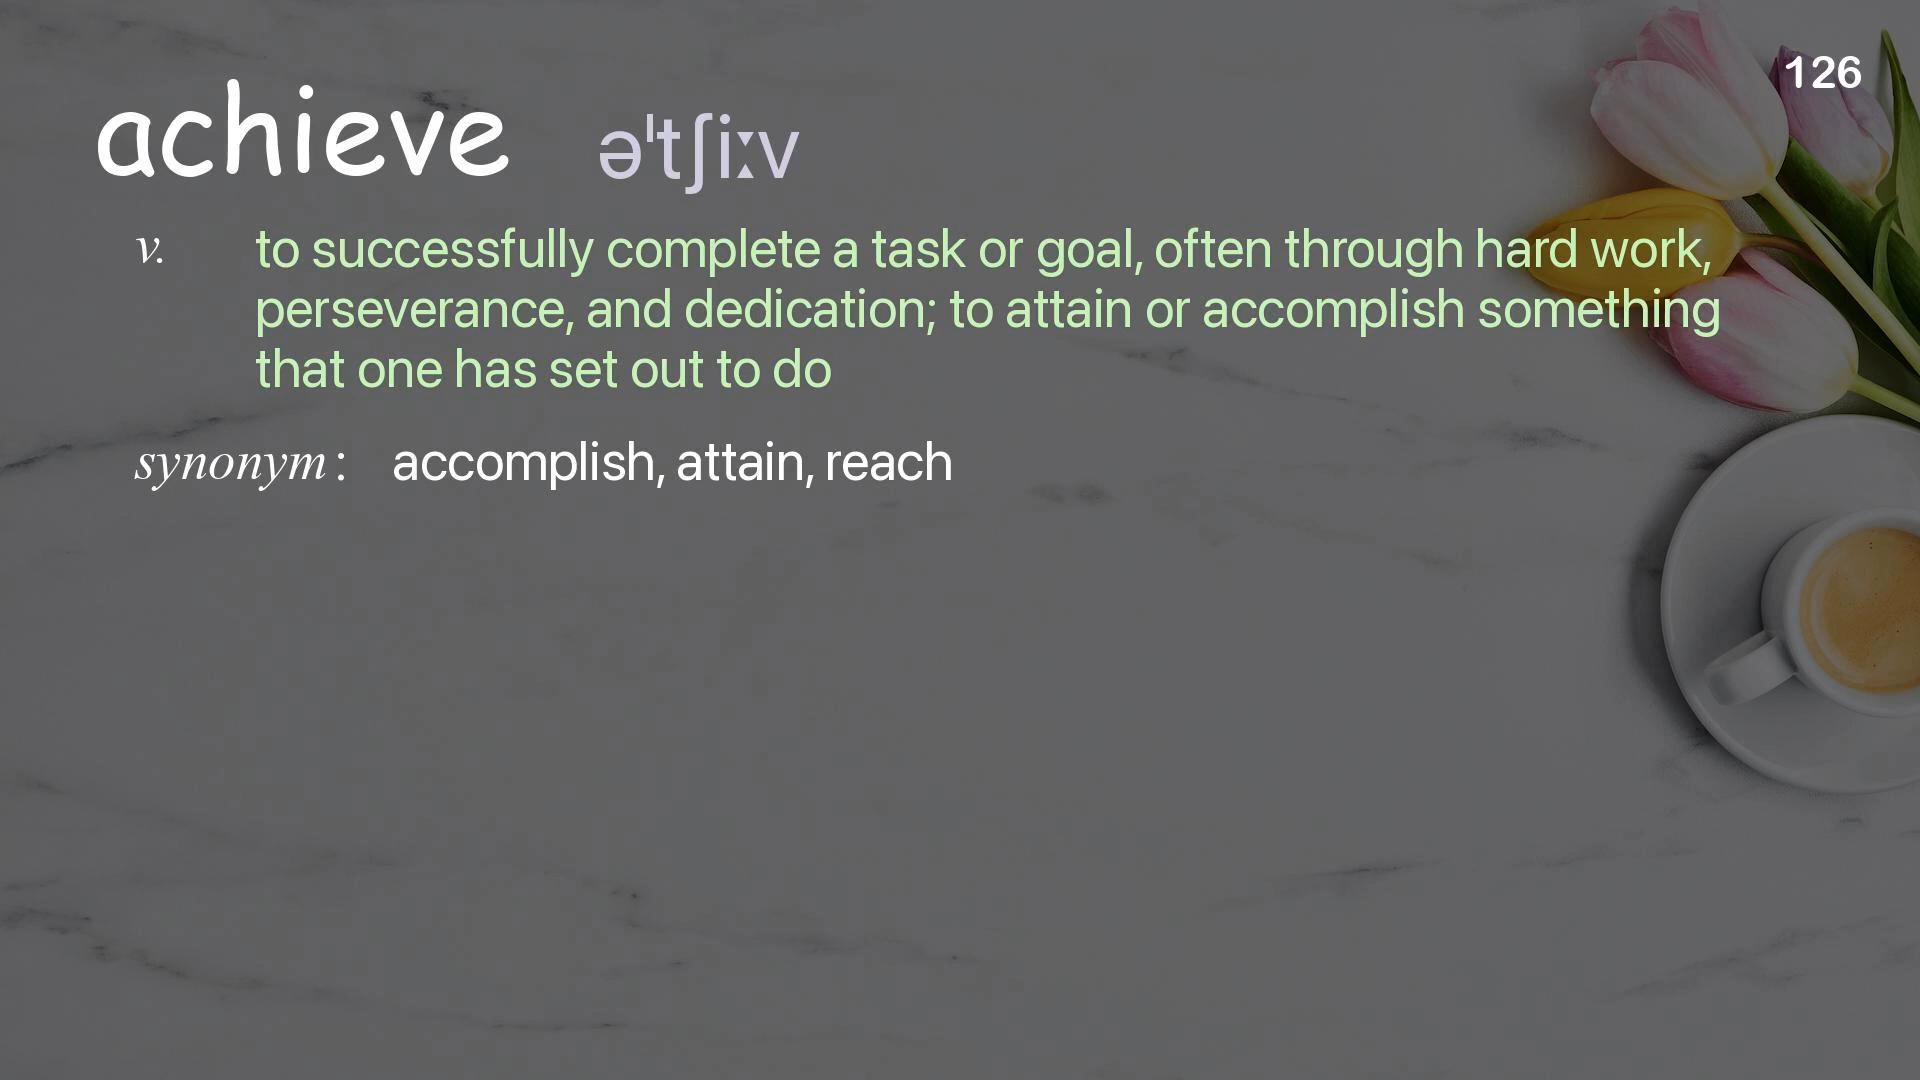 126
achieve əˈtʃiːv
v. to successfully complete a task or goal, often through hard work,
perseverance, and dedication; to attain or accomplish something
that one has set out to do
synonym: accomplish, attain, reach